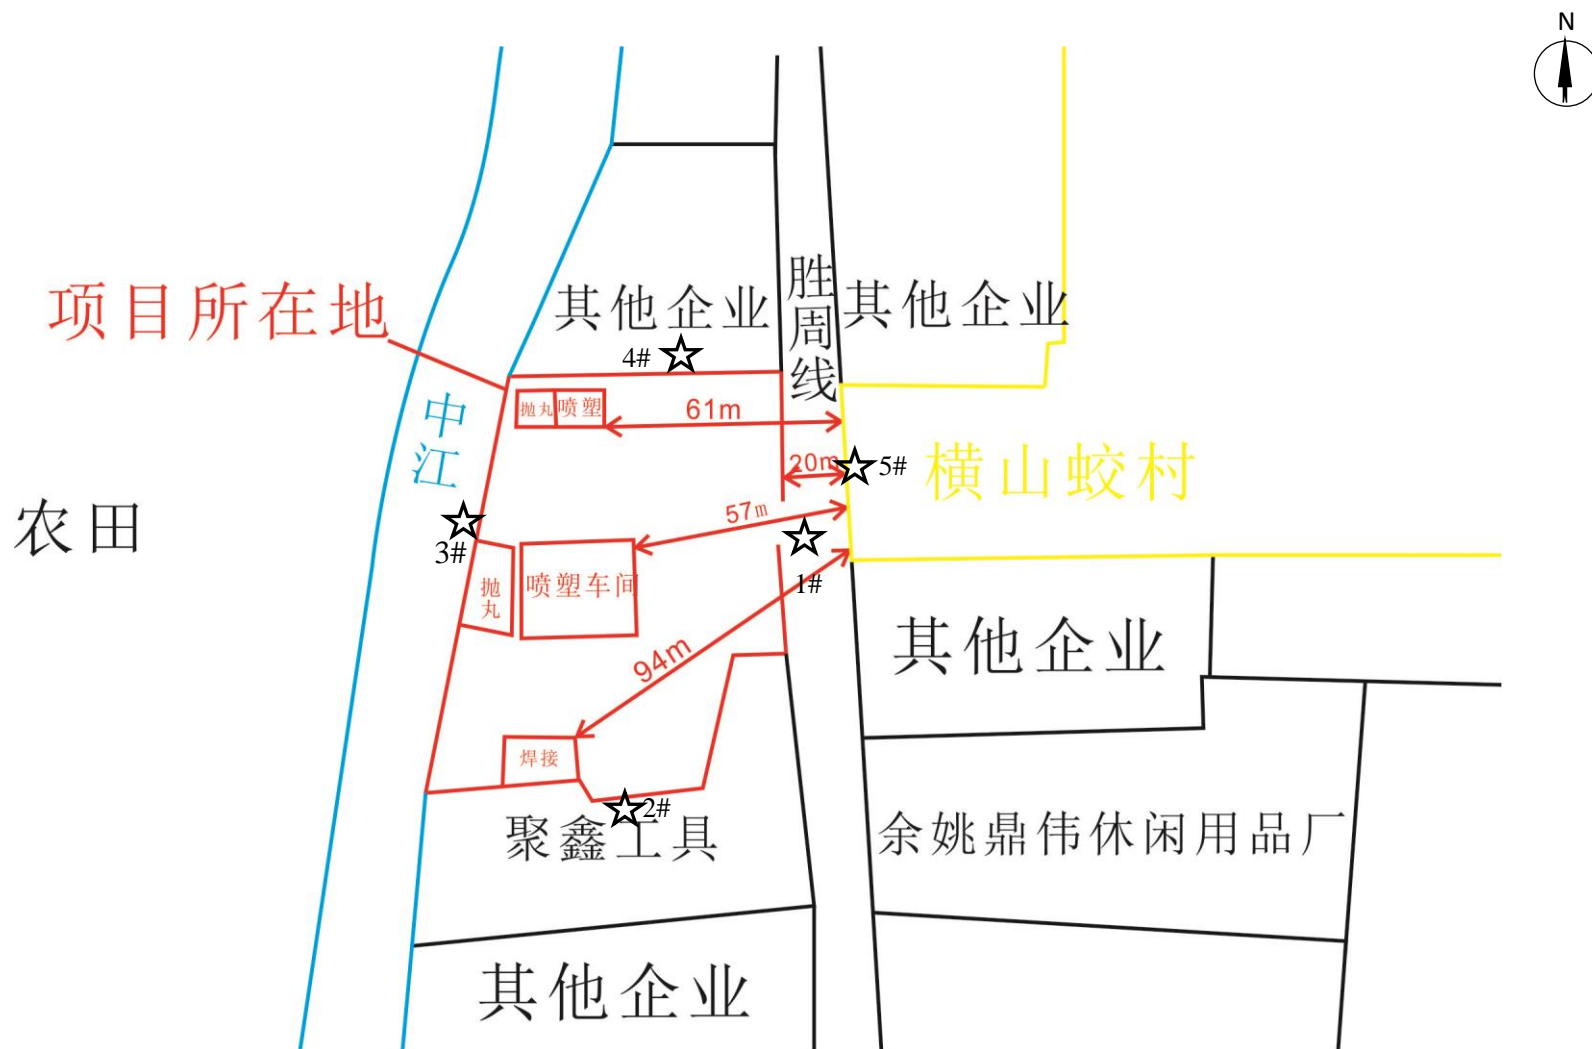 N
项目所在地
其他企业
胜周线
其他企业
4#
抛丸
喷塑
61m
中江
20m
5#
横山蛟村
农田
3#
57m
1#
抛丸
喷塑车间
94m
其他企业
焊接
2#
聚鑫工具
余姚鼎伟休闲用品厂
其他企业